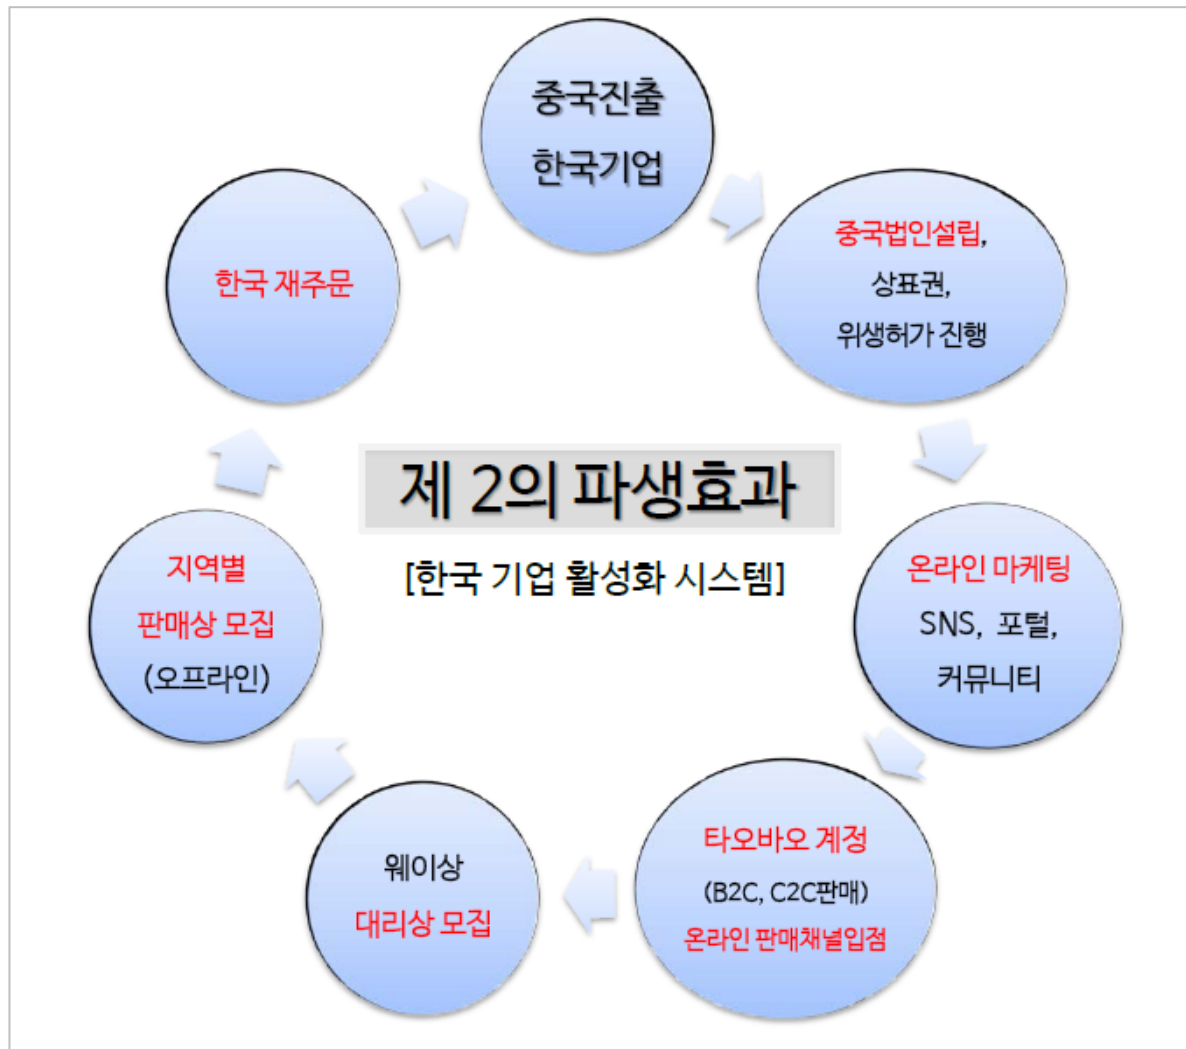 중국진출
한국기업
중국법인설립,
상표권,
위생허가 진행
온라인 마케팅
SNS, 포털,
커뮤니티
타오바오 계정
(B2C, C2C판매)
온라인 판매채널입점
웨이상
대리상 모집
지역별
판매상 모집
(오프라인)
한국 재주문
제 2의 파생효과
[한국 기업 활성화 시스템]